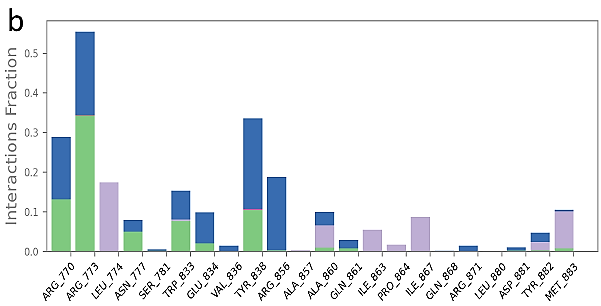 b
Interactions Fraction
0.5
0.4
0.3
0.2
0.1
0.0
ARG_770
ARG_773
LEU_774
ASN_777
SER_781
TRP_833
GLU_834
VAL_836
TYR_838
ARG_856
ALA_857
ALA_860
GLN_861
ILE_863
PRO_864
ILE_867
GLN_868
ARG_871
LEU_880
ASP_881
TYR_882
MET_883